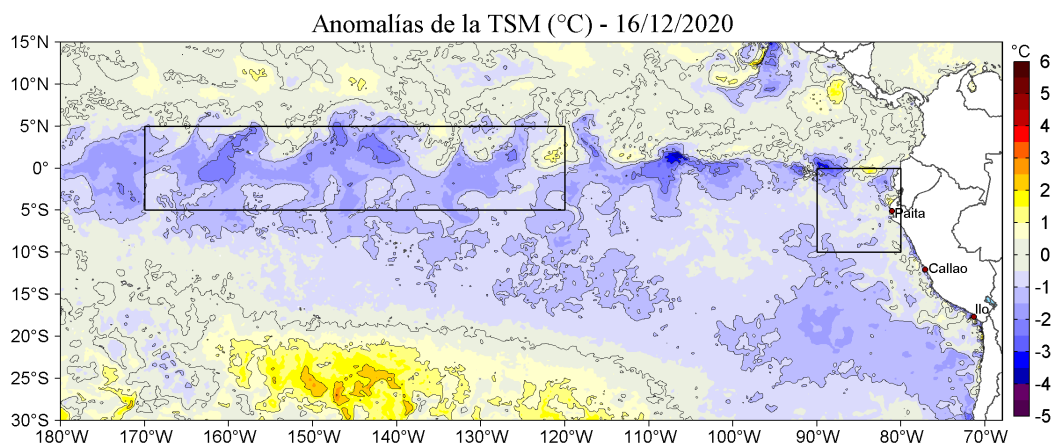 Anomalías de la TSM (°C) - 16/12/2020
15°N
10°N
5°N
0°
5°S
10°S
15°S
20°S
25°S
30°S
180°W
170°W
160°W
150°W
140°W
130°W
120°W
110°W
100°W
90°W
80°W
70°W
Paita
Callao
Ilo
°C
6
5
4
3
2
1
0
-1
-2
-3
-4
-5